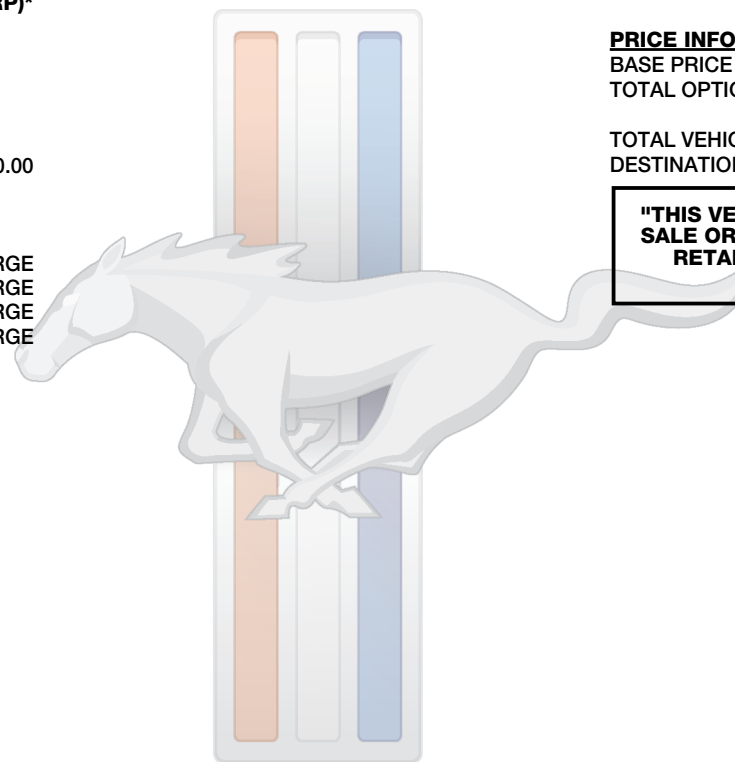 RP)*
0.00
RGE
RGE
RGE
RGE
PRICE INFO
BASE PRICE
TOTAL OPTIO
TOTAL VEHIC
DESTINATION
"THIS VE
SALE OR
RETAI